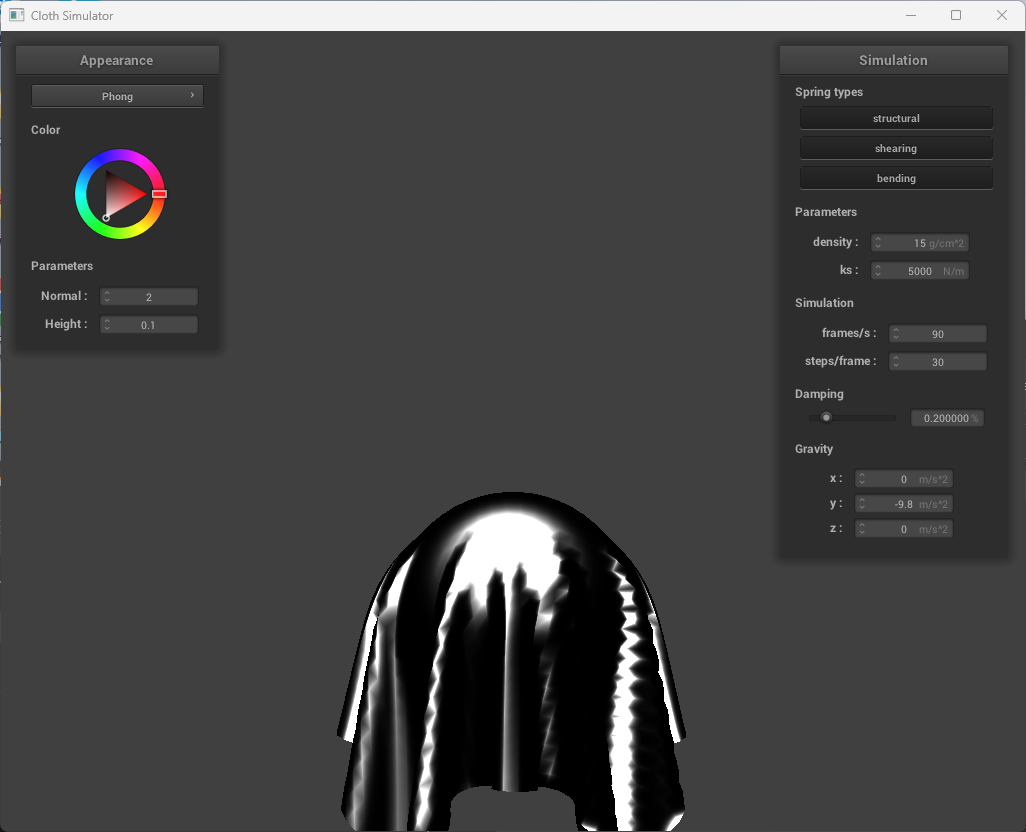 Cloth Simulator
Appearance
Phong
Color
Parameters
Normal : 2
Height : 0.1
Simulation
Spring types
structural
shearing
bending
Parameters
density : 15 g/cm^2
ks : 5000 N/m
Simulation
frames/s : 90
steps/frame : 30
Damping
0.200000 %
Gravity
x : 0 m/s^2
y : -9.8 m/s^2
z : 0 m/s^2